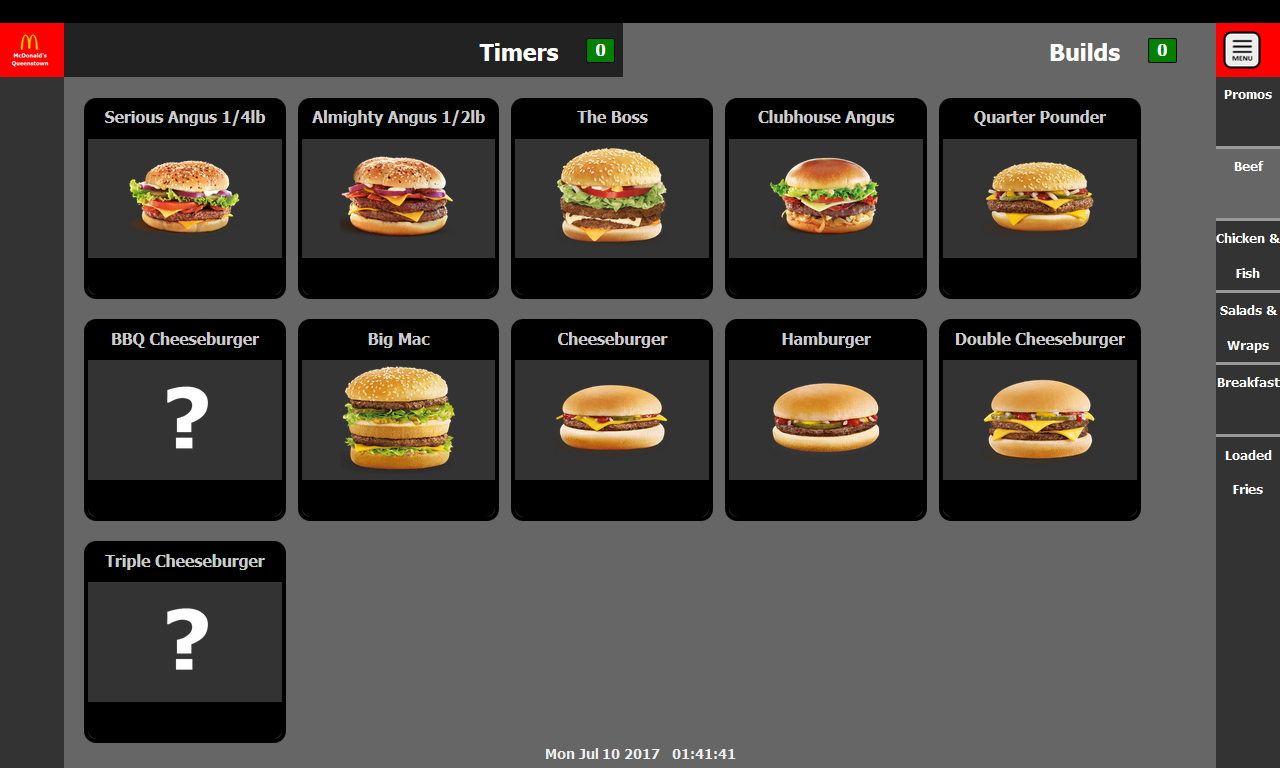 McDonald's
Queenstown
Timers 0
Builds 0
MENU
Promos
Beef
Chicken &
Fish
Salads &
Wraps
Breakfast
Loaded
Fries
Serious Angus 1/4lb
Almighty Angus 1/2lb
The Boss
Clubhouse Angus
Quarter Pounder
BBQ Cheeseburger
?
Big Mac
Cheeseburger
Hamburger
Double Cheeseburger
Triple Cheeseburger
?
Mon Jul 10 2017 01:41:41